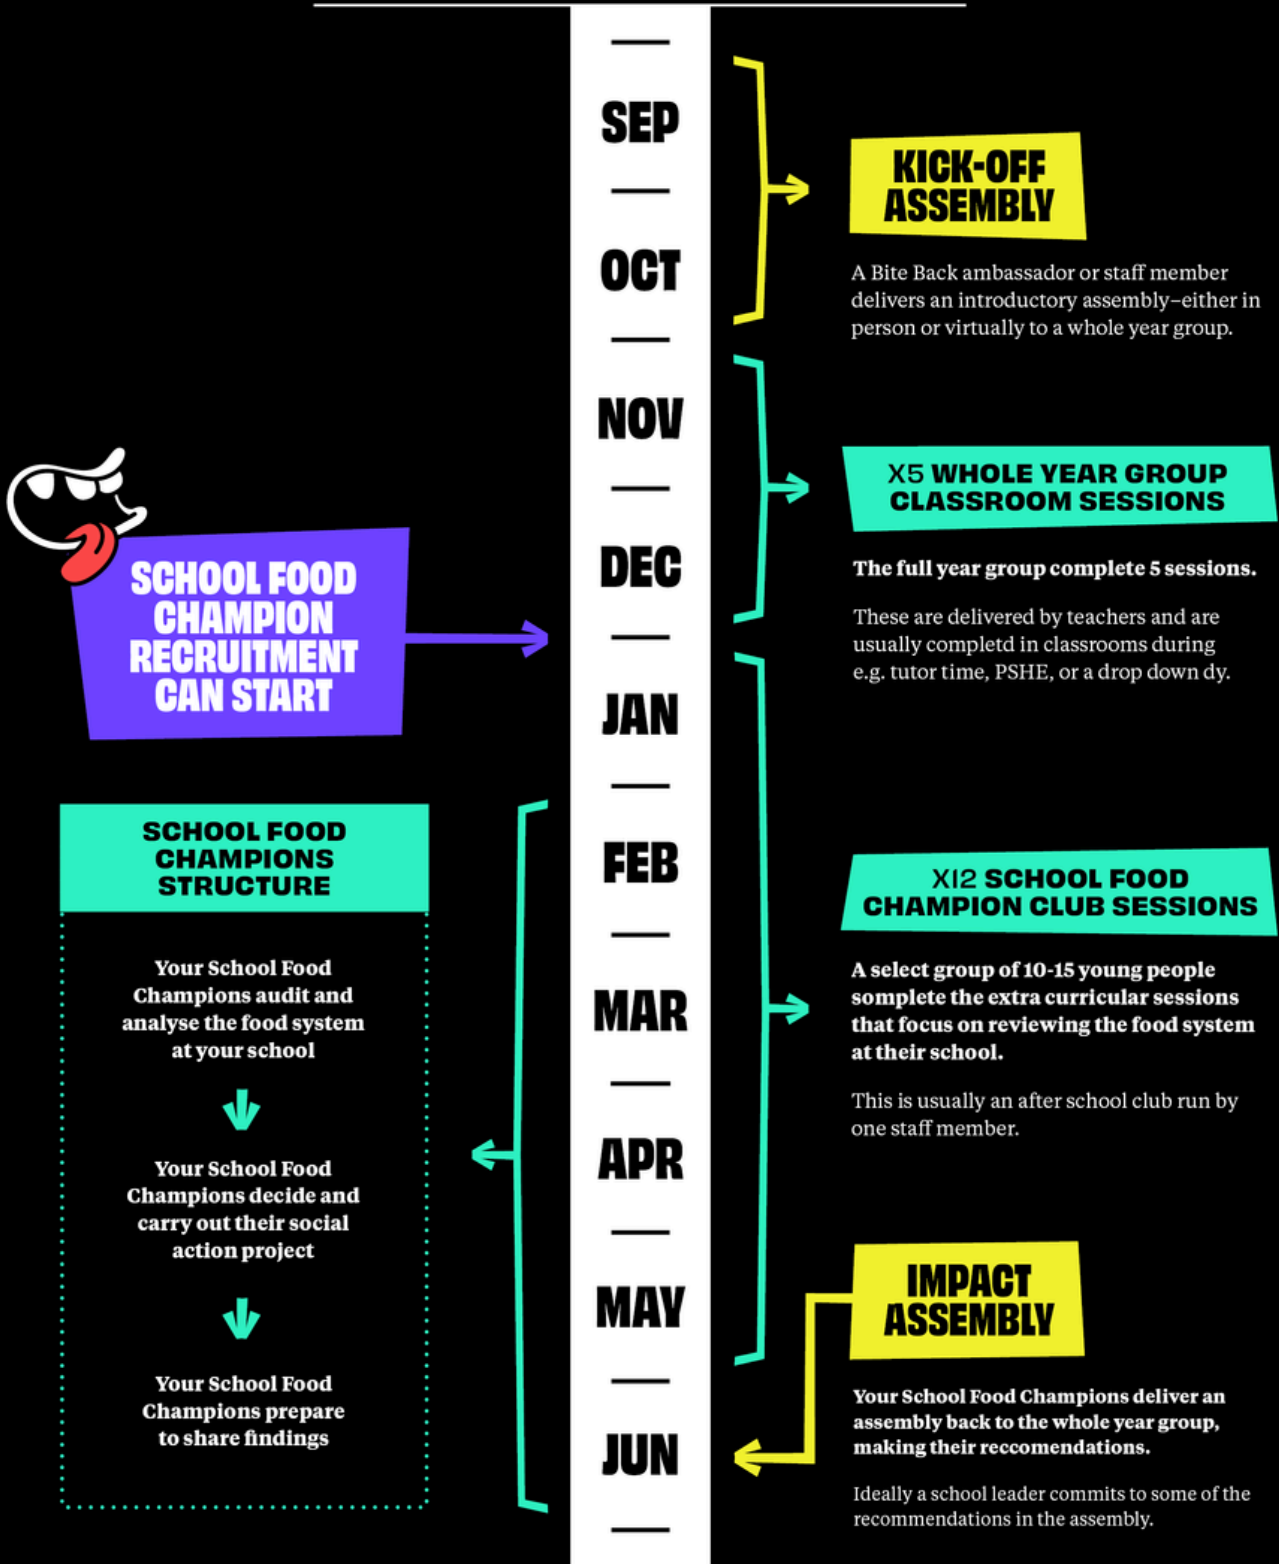 SEP
OCT
NOV
DEC
JAN
FEB
MAR
APR
MAY
JUN
KICK-OFF
ASSEMBLY
A Bite Back ambassador or staff member
delivers an introductory assembly–either in
person or virtually to a whole year group.
X5 WHOLE YEAR GROUP
CLASSROOM SESSIONS
The full year group complete 5 sessions.
These are delivered by teachers and are
usually completd in classrooms during
e.g. tutor time, PSHE, or a drop down dy.
SCHOOL FOOD
CHAMPION
RECRUITMENT
CAN START
SCHOOL FOOD
CHAMPIONS
STRUCTURE
Your School Food
Champions audit and
analyse the food system
at your school
Your School Food
Champions decide and
carry out their social
action project
Your School Food
Champions prepare
to share findings
X12 SCHOOL FOOD
CHAMPION CLUB SESSIONS
A select group of 10-15 young people
somplete the extra curricular sessions
that focus on reviewing the food system
at their school.
This is usually an after school club run by
one staff member.
IMPACT
ASSEMBLY
Your School Food Champions deliver an
assembly back to the whole year group,
making their reccomendations.
Ideally a school leader commits to some of the
recommendations in the assembly.